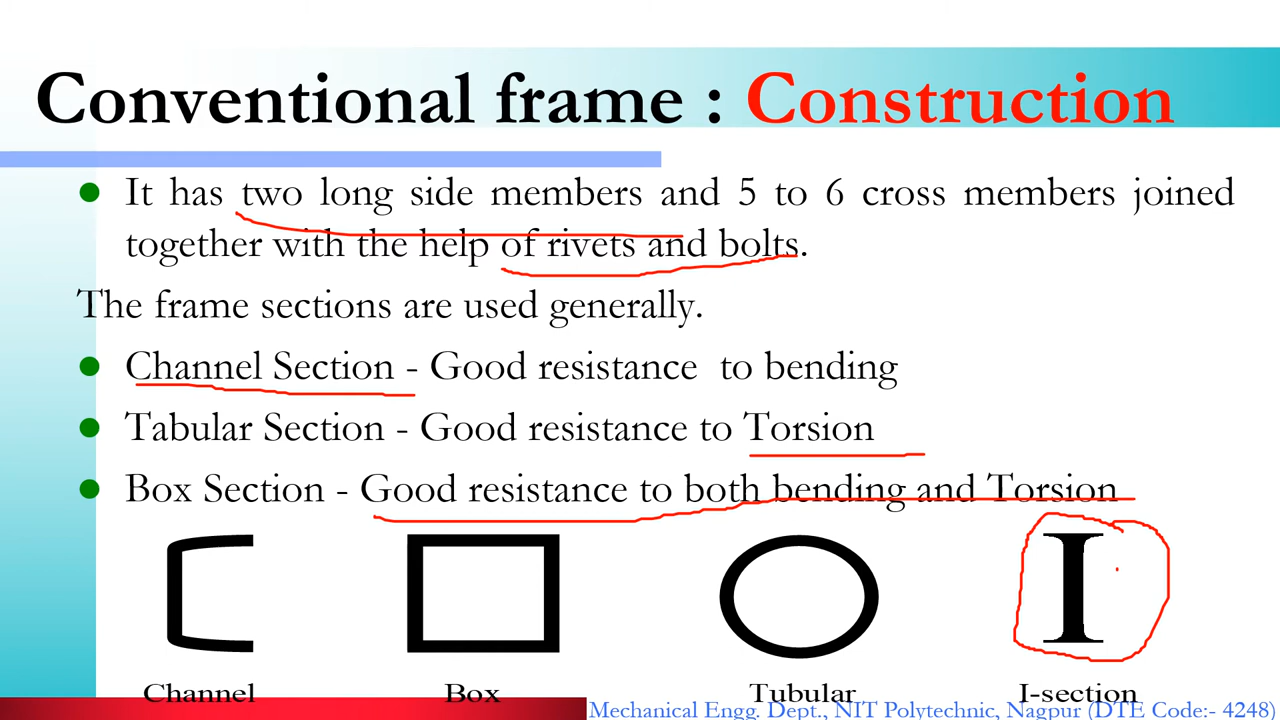 Conventional frame : Construction
It has two long side members and 5 to 6 cross members joined
together with the help of rivets and bolts.
The frame sections are used generally.
Channel Section - Good resistance to bending
Tabular Section - Good resistance to Torsion
Box Section - Good resistance to both bending and Torsion
Channel Box Tubular I-section
Mechanical Engg. Dept., NIT Polytechnic, Nagpur (DTE Code:- 4248)